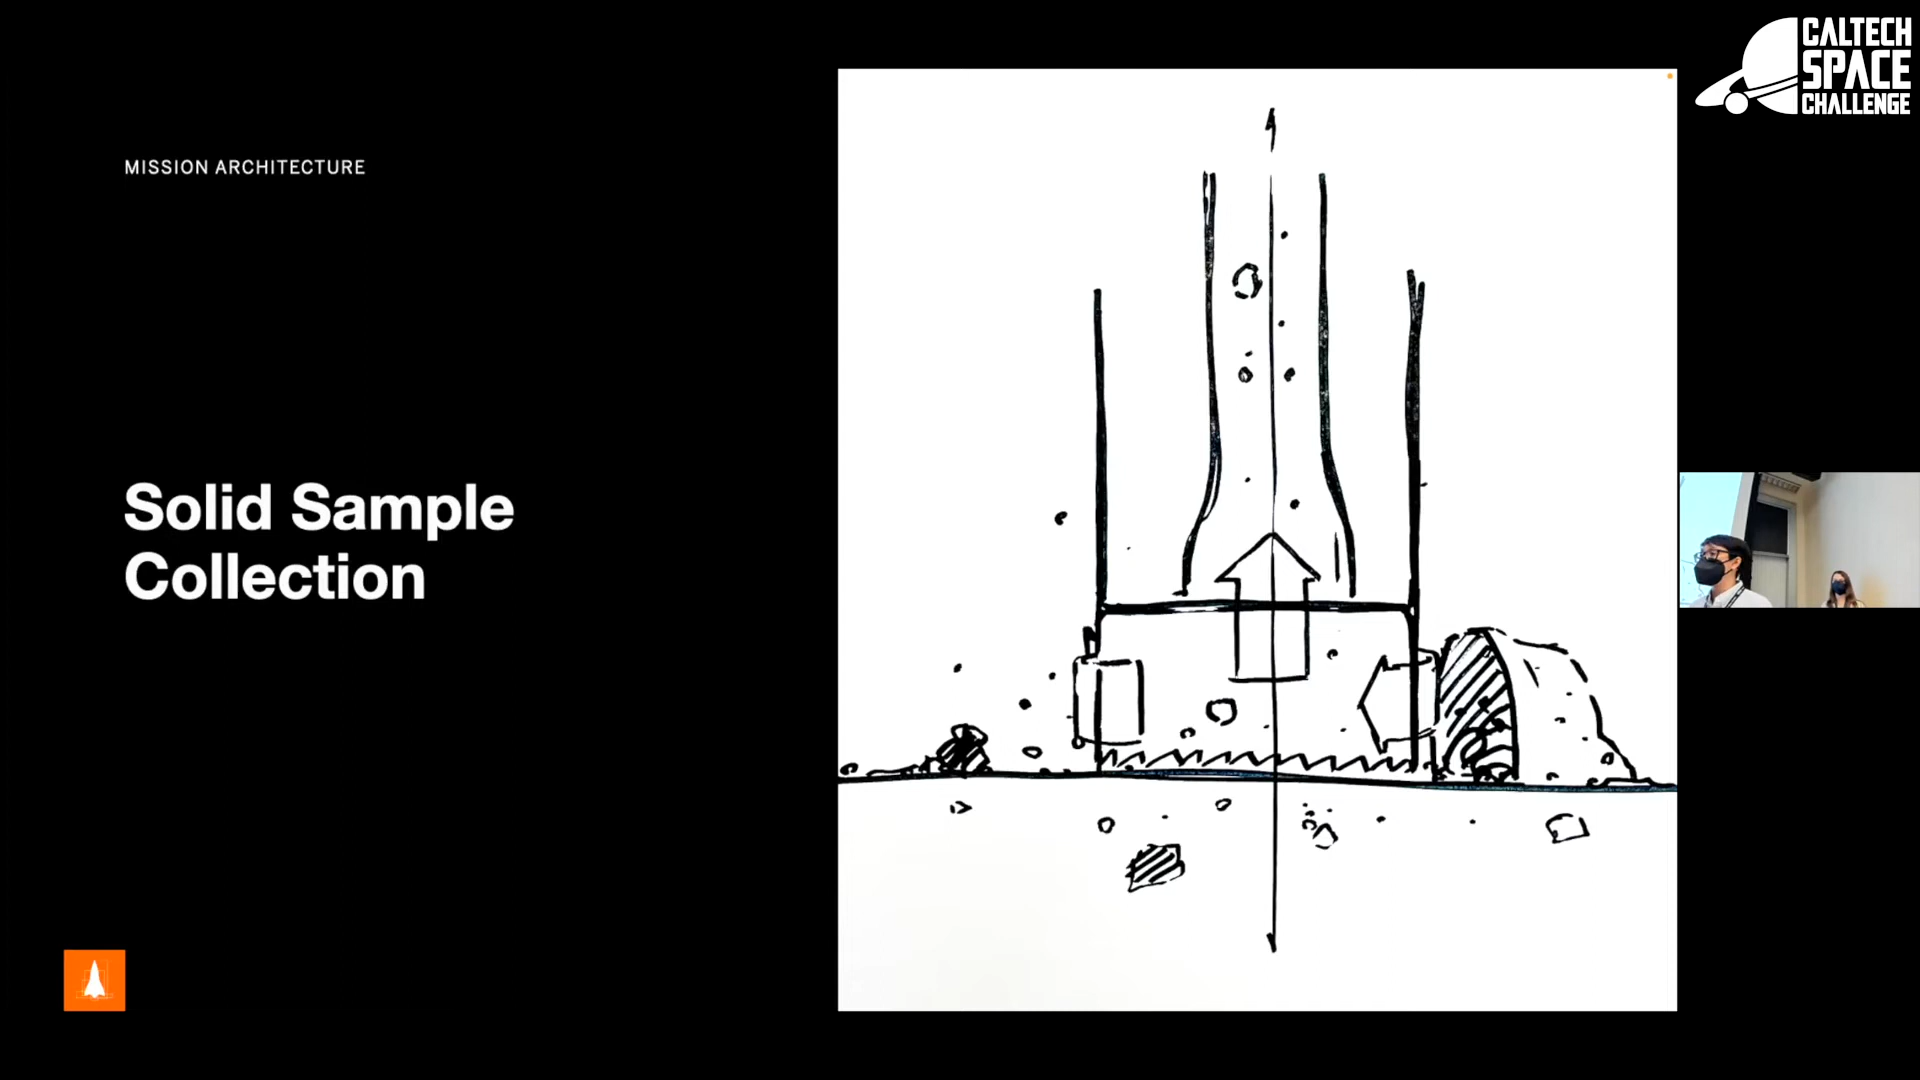 CALTECH
SPACE
CHALLENGE
MISSION ARCHITECTURE
Solid Sample
Collection